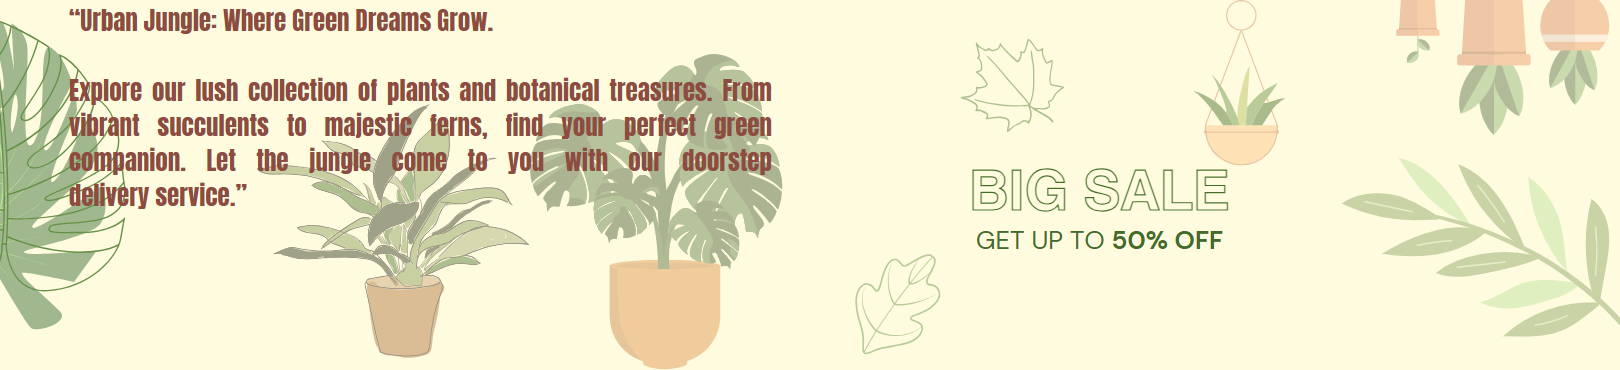 “Urban Jungle: Where Green Dreams Grow.
Explore our lush collection of plants and botanical treasures. From
vibrant succulents to majestic ferns, find your perfect green
companion. Let the jungle come to you with our doorstep
delivery service.”
BIG SALE
GET UP TO 50% OFF